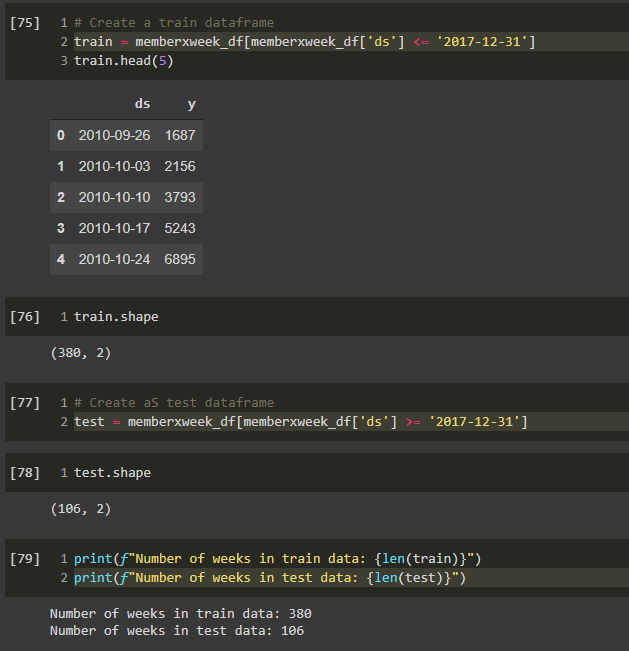 [75] 1 # Create a train dataframe
2 train = memberxweek_df[memberxweek_df['ds'] <= '2017-12-31']
3 train.head(5)
ds y
0 2010-09-26 1687
1 2010-10-03 2156
2 2010-10-10 3793
3 2010-10-17 5243
4 2010-10-24 6895
[76] 1 train.shape
(380, 2)
[77] 1 # Create aS test dataframe
2 test = memberxweek_df[memberxweek_df['ds'] >= '2017-12-31']
[78] 1 test.shape
(106, 2)
[79] 1 print(f"Number of weeks in train data: {len(train)}")
2 print(f"Number of weeks in test data: {len(test)}")
Number of weeks in train data: 380
Number of weeks in test data: 106